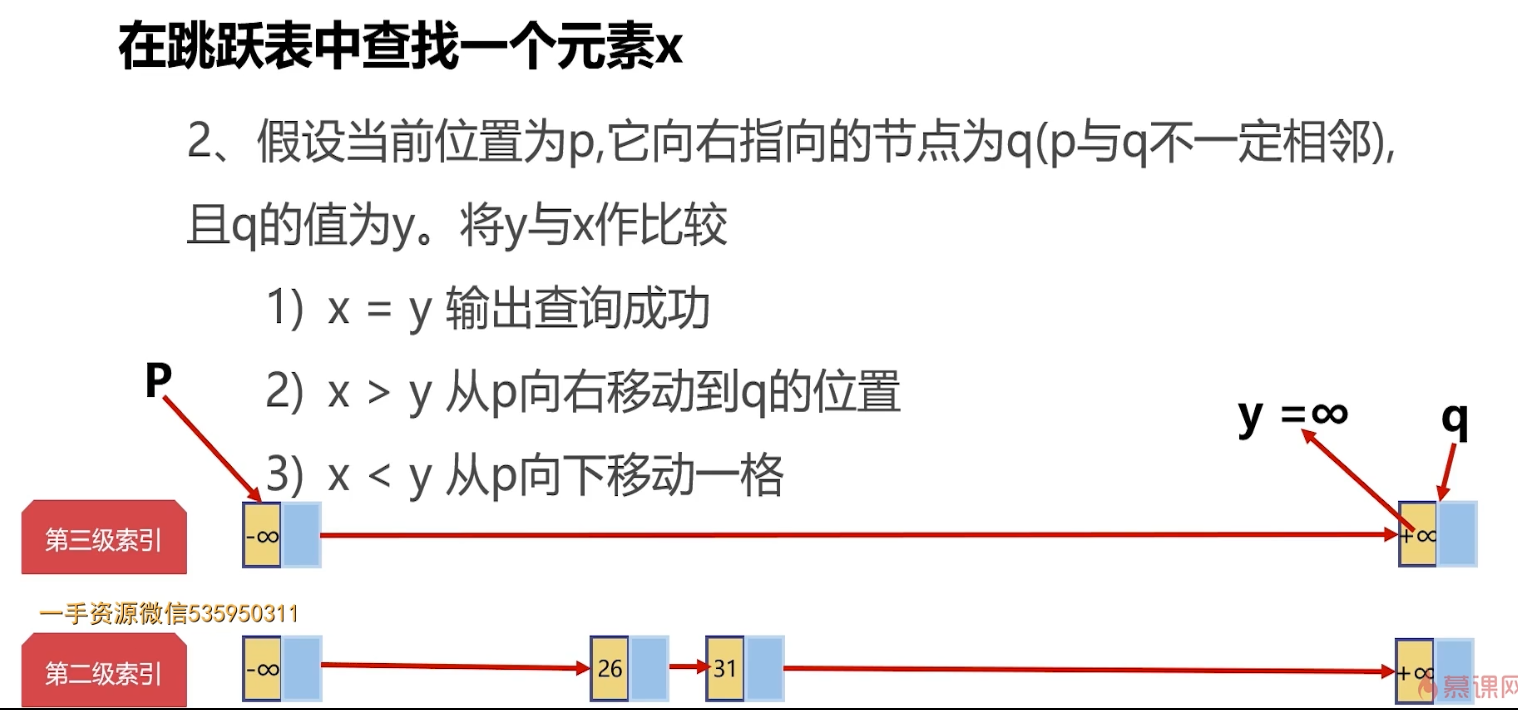 在跳跃表中查找一个元素x
2、假设当前位置为p,它向右指向的节点为q(p与q不一定相邻),
且q的值为y。将y与x作比较
1) x = y 输出查询成功
2) x > y 从p向右移动到q的位置
3) x < y 从p向下移动一格
P
y =∞
q
第三级索引
-∞
+∞
一手资源微信535950311
第二级索引
-∞
26
31
+∞
慕课网